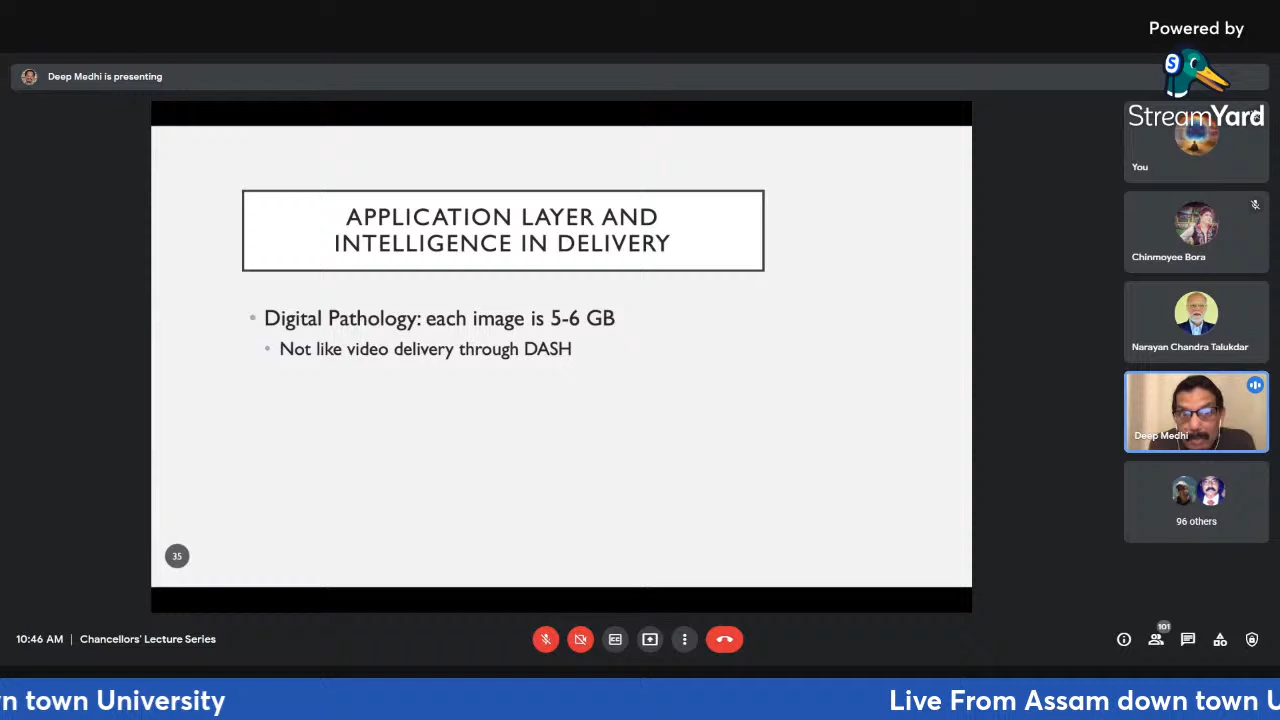 Powered by
StreamYard
Deep Medhi is presenting
APPLICATION LAYER AND
INTELLIGENCE IN DELIVERY
• Digital Pathology: each image is 5-6 GB
• Not like video delivery through DASH
35
You
Chinmoyee Bora
Narayan Chandra Talukdar
Deep Medhi
96 others
10:46 AM | Chancellors' Lecture Series
101
n town University
Live From Assam down town U